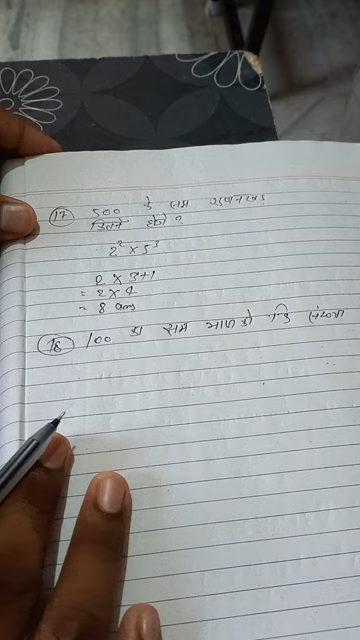 17 500 के सम गुणनखंड
कितने होंगे ?
2² × 5³
2 × 3+1
= 2 × 4
= 8 ans
18 100 का सम भाजको कि संख्या